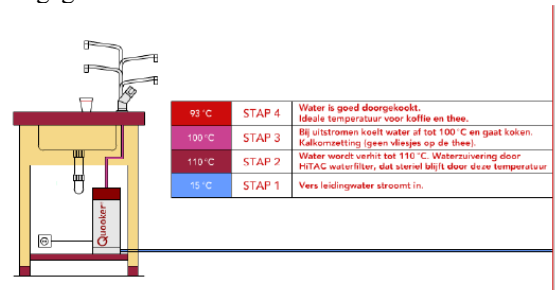 93 °C STAP 4 Water is goed doorgekookt.
Ideale temperatuur voor koffie en thee.
100 °C STAP 3 Bij uitstromen koelt water af tot 100 °C en gaat koken.
Kalkomzetting (geen vliesjes op de thee).
110 °C STAP 2 Water wordt verhit tot 110 °C. Waterzuivering door
HiTAC waterfilter, dat steriel blijft door deze temperatuur
15 °C STAP 1 Vers leidingwater stroomt in.
Quooker